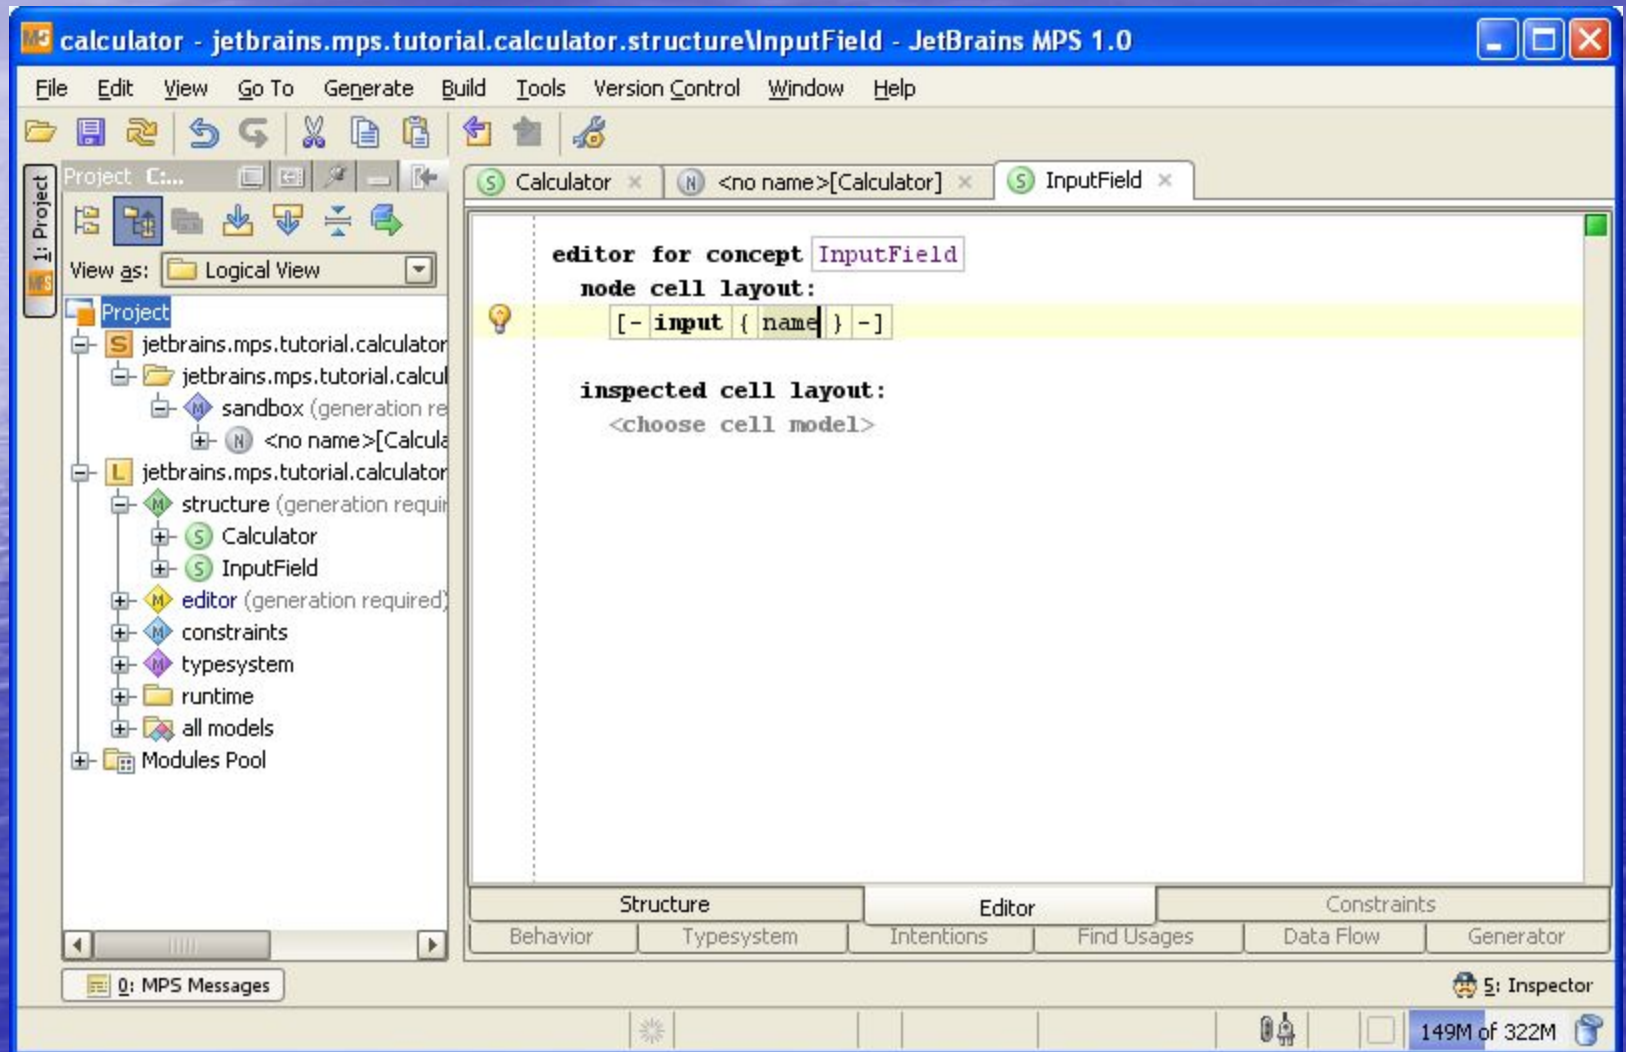 calculator - jetbrains.mps.tutorial.calculator.structure\InputField - JetBrains MPS 1.0
File Edit View Go To Generate Build Tools Version Control Window Help
1: Project
Project C:...
View as: Logical View
Project
S jetbrains.mps.tutorial.calculator
jetbrains.mps.tutorial.calcul
M sandbox (generation re
N <no name>[Calcula
L jetbrains.mps.tutorial.calculator
M structure (generation requir
S Calculator
S InputField
M editor (generation required)
M constraints
M typesystem
runtime
all models
Modules Pool
S Calculator × N <no name>[Calculator] × S InputField ×
editor for concept InputField
node cell layout:
[- input { name } -]
inspected cell layout:
<choose cell model>
Structure Editor Constraints
Behavior Typesystem Intentions Find Usages Data Flow Generator
0: MPS Messages
5: Inspector
149M of 322M